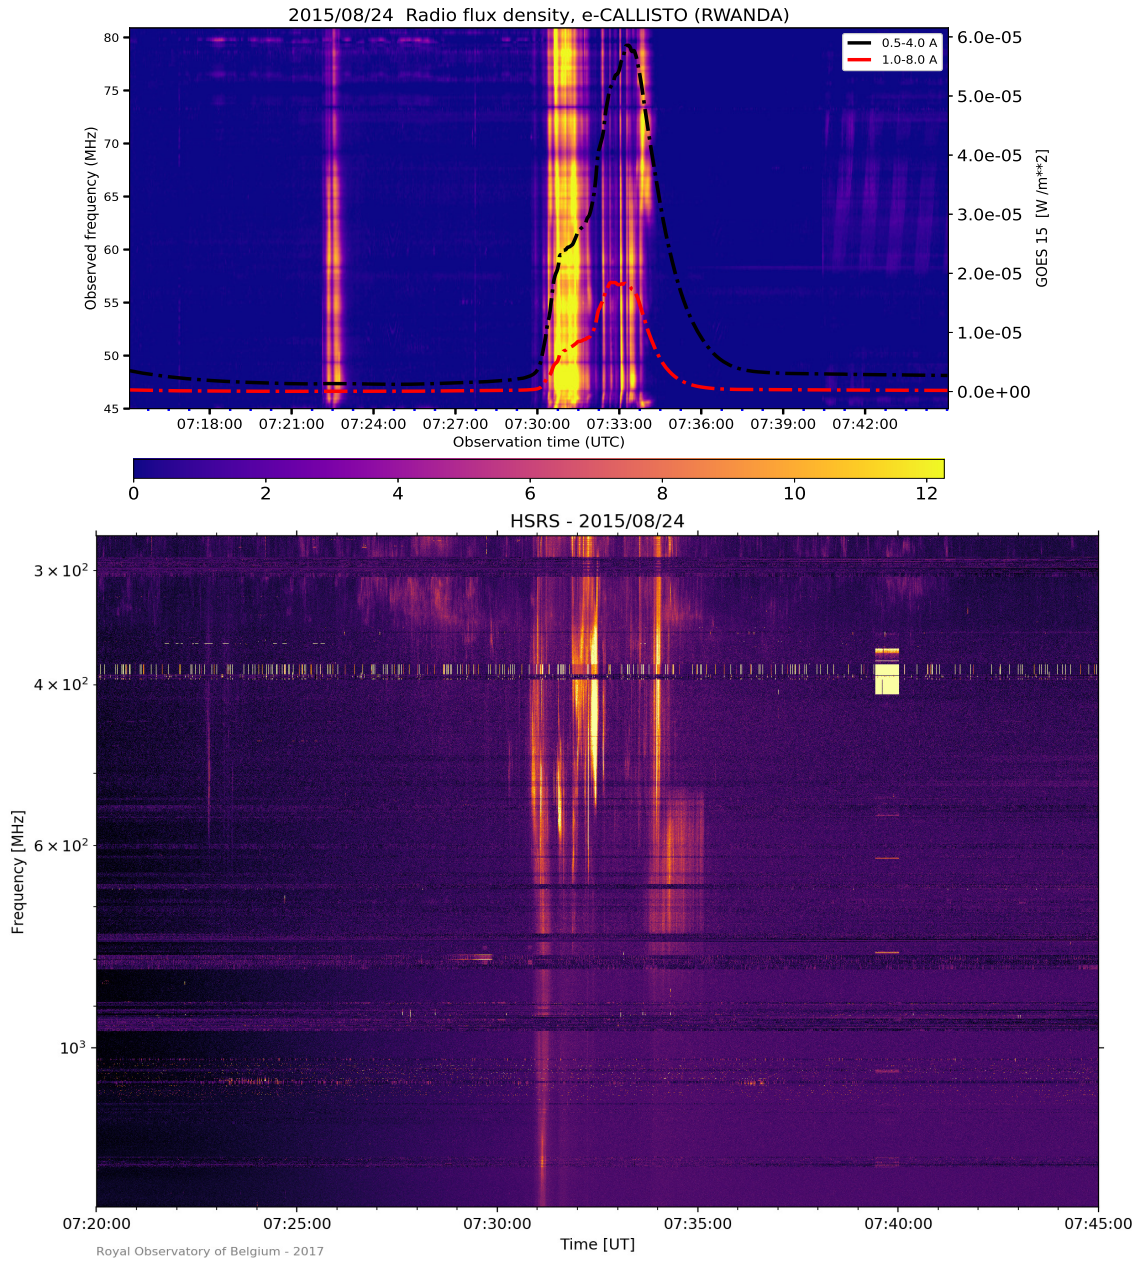 2015/08/24  Radio flux density, e-CALLISTO (RWANDA)
80
75
70
65
60
55
50
45
Observed frequency (MHz)
0.5-4.0 A
1.0-8.0 A
6.0e-05
5.0e-05
4.0e-05
3.0e-05
2.0e-05
1.0e-05
0.0e+00
GOES 15  [W /m**2]
07:18:00 07:21:00 07:24:00 07:27:00 07:30:00 07:33:00 07:36:00 07:39:00 07:42:00
Observation time (UTC)
0 2 4 6 8 10 12
HSRS - 2015/08/24
3 × 10²
4 × 10²
6 × 10²
10³
Frequency [MHz]
07:20:00 07:25:00 07:30:00 07:35:00 07:40:00 07:45:00
Time [UT]
Royal Observatory of Belgium - 2017